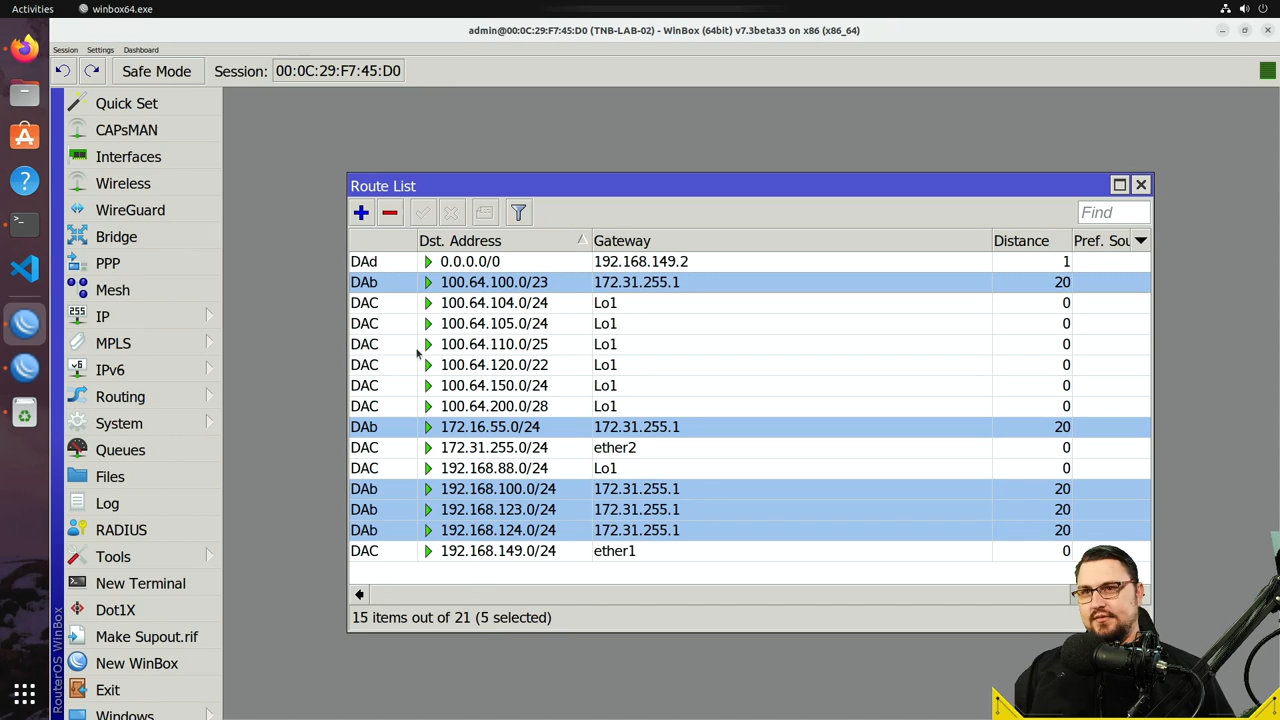 Activities
winbox64.exe
admin@00:0C:29:F7:45:D0 (TNB-LAB-02) - WinBox (64bit) v7.3beta33 on x86 (x86_64)
Session Settings Dashboard
Safe Mode Session: 00:0C:29:F7:45:D0
Quick Set
CAPsMAN
Interfaces
Wireless
WireGuard
Bridge
PPP
Mesh
255 IP
MPLS
v6 IPv6
Routing
System
Queues
Files
Log
RADIUS
Tools
New Terminal
Dot1X
Make Supout.rif
New WinBox
Exit
Windows
RouterOS WinBox
Route List
Find
Dst. Address Gateway Distance Pref. Sou
DAd 0.0.0.0/0 192.168.149.2 1
DAb 100.64.100.0/23 172.31.255.1 20
DAC 100.64.104.0/24 Lo1 0
DAC 100.64.105.0/24 Lo1 0
DAC 100.64.110.0/25 Lo1 0
DAC 100.64.120.0/22 Lo1 0
DAC 100.64.150.0/24 Lo1 0
DAC 100.64.200.0/28 Lo1 0
DAb 172.16.55.0/24 172.31.255.1 20
DAC 172.31.255.0/24 ether2 0
DAC 192.168.88.0/24 Lo1 0
DAb 192.168.100.0/24 172.31.255.1 20
DAb 192.168.123.0/24 172.31.255.1 20
DAb 192.168.124.0/24 172.31.255.1 20
DAC 192.168.149.0/24 ether1 0
15 items out of 21 (5 selected)